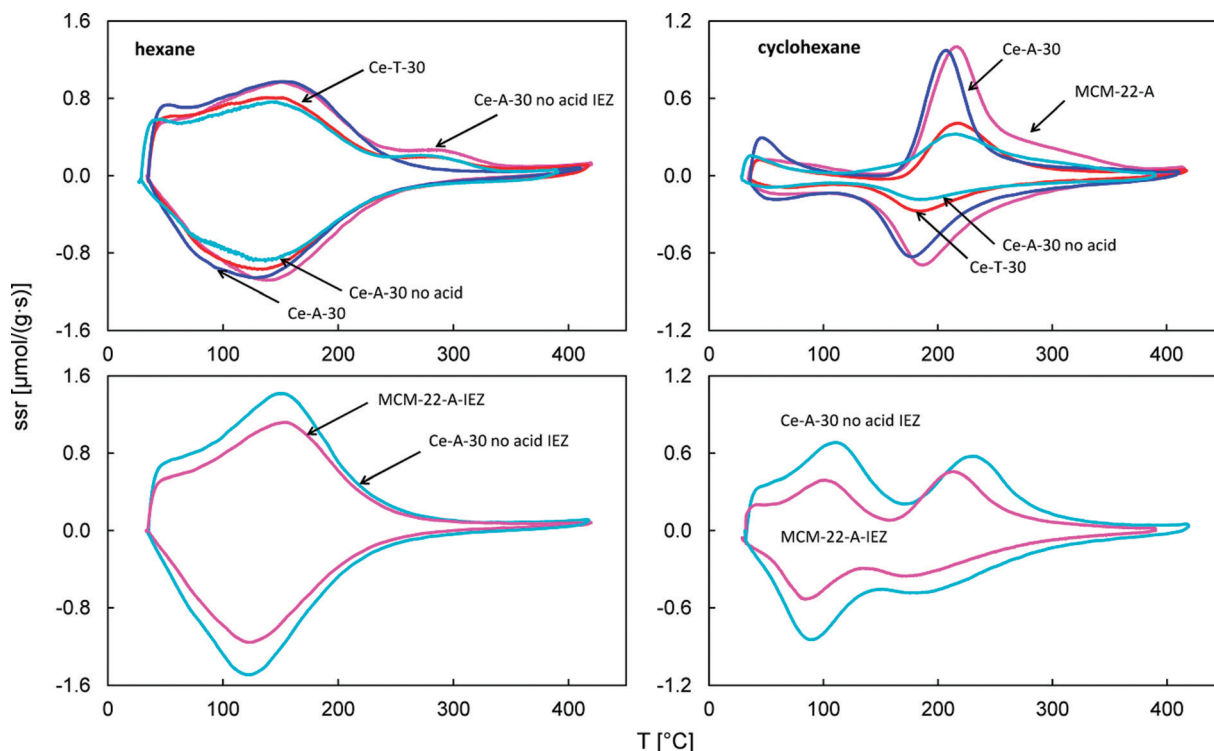 ssr [µmol/(g·s)]
1.6
0.8
0.0
-0.8
-1.6
hexane
Ce-T-30
Ce-A-30 no acid IEZ
Ce-A-30 no acid
Ce-A-30
0 100 200 300 400
1.2
0.6
0.0
-0.6
-1.2
cyclohexane
Ce-A-30
MCM-22-A
Ce-A-30 no acid
Ce-T-30
0 100 200 300 400
1.6
0.8
0.0
-0.8
-1.6
MCM-22-A-IEZ
Ce-A-30 no acid IEZ
0 100 200 300 400
1.2
0.6
0.0
-0.6
-1.2
Ce-A-30 no acid IEZ
MCM-22-A-IEZ
0 100 200 300 400
T [°C]